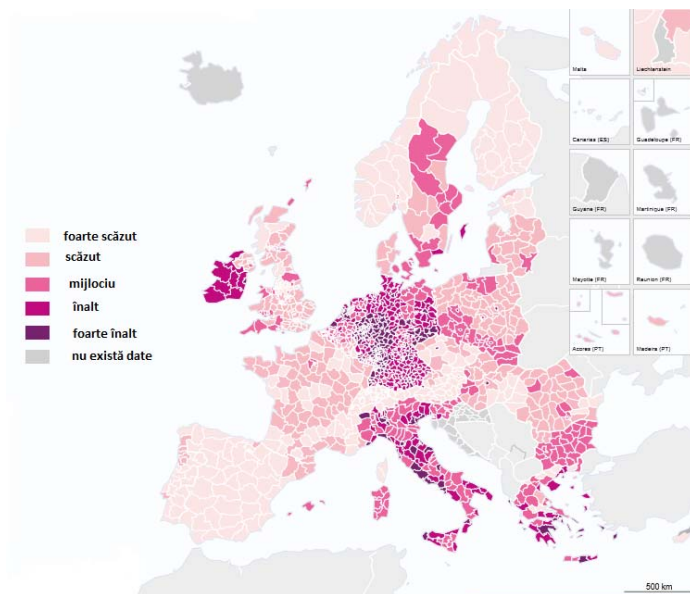 Malta
Liechtenstein
Canarias (ES)
Guadeloupe (FR)
Guyane (FR)
Martinique (FR)
Mayotte (FR)
Reunion (FR)
Acores (PT)
Madeira (PT)
foarte scăzut
scăzut
mijlociu
înalt
foarte înalt
nu există date
500 km